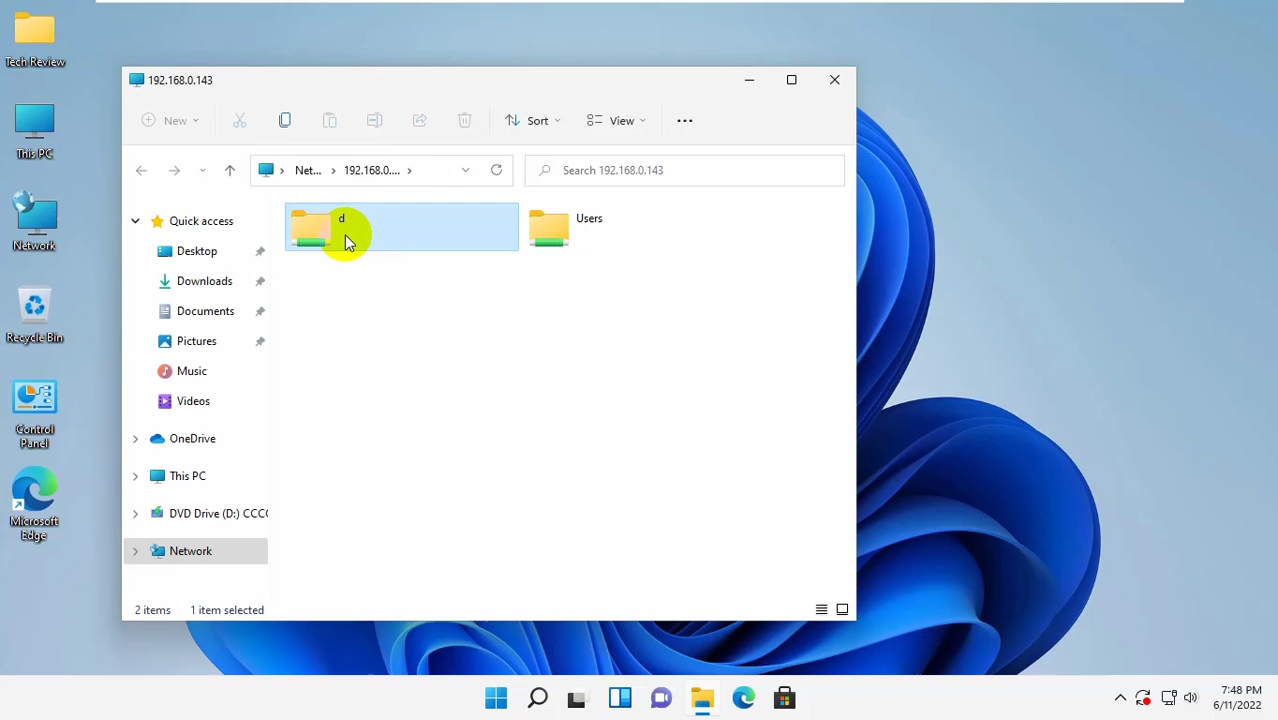 Tech Review
This PC
Network
Recycle Bin
Control
Panel
Microsoft
Edge
192.168.0.143
New
Sort
View
Net...
192.168.0....
Search 192.168.0.143
Quick access
Desktop
Downloads
Documents
Pictures
Music
Videos
OneDrive
This PC
DVD Drive (D:) CCCO
Network
d
Users
2 items
1 item selected
7:48 PM
6/11/2022